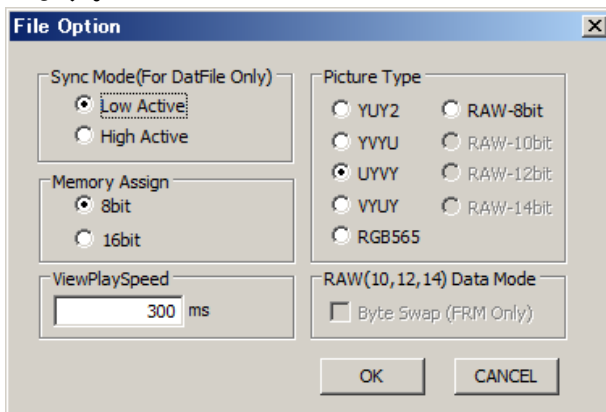 File Option
Sync Mode(For DatFile Only)
Low Active
High Active
Memory Assign
8bit
16bit
ViewPlaySpeed
300 ms
Picture Type
YUY2
YVYU
UYVY
VYUY
RGB565
RAW-8bit
RAW-10bit
RAW-12bit
RAW-14bit
RAW(10,12,14) Data Mode
Byte Swap (FRM Only)
OK
CANCEL